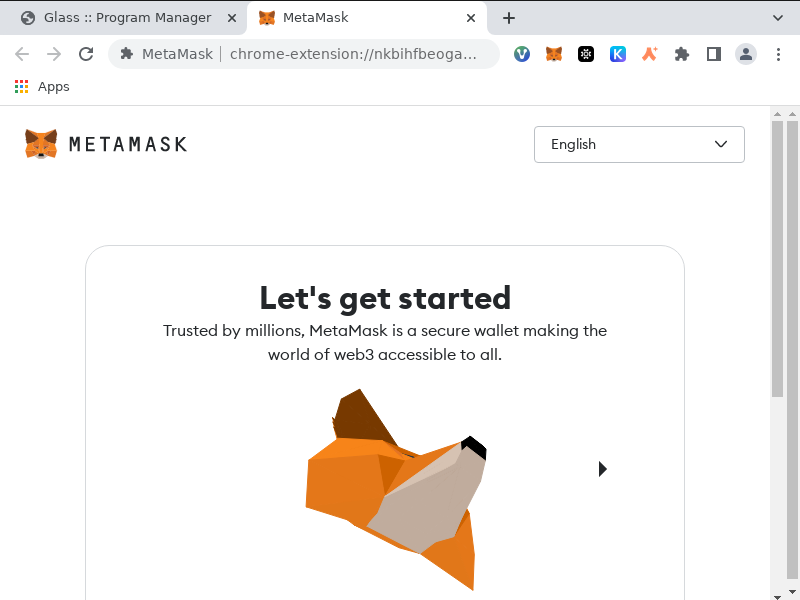 Glass :: Program Manager
MetaMask
MetaMask
chrome-extension://nkbihfbeoga...
Apps
METAMASK
English
Let's get started
Trusted by millions, MetaMask is a secure wallet making the
world of web3 accessible to all.